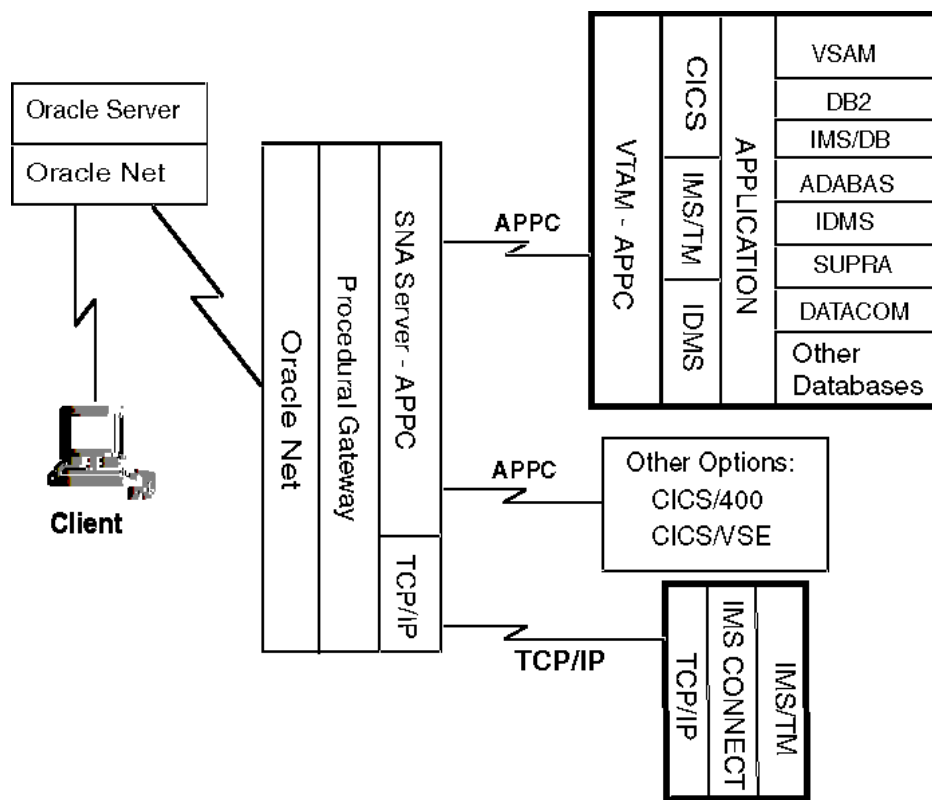 Oracle Server
Oracle Net
Client
Oracle Net
Procedural Gateway
SNA Server - APPC
TCP/IP
APPC
VTAM - APPC
CICS
IMS/TM
IDMS
APPLICATION
VSAM
DB2
IMS/DB
ADABAS
IDMS
SUPRA
DATACOM
Other
Databases
APPC
Other Options:
CICS/400
CICS/VSE
TCP/IP
TCP/IP
IMS CONNECT
IMS/TM